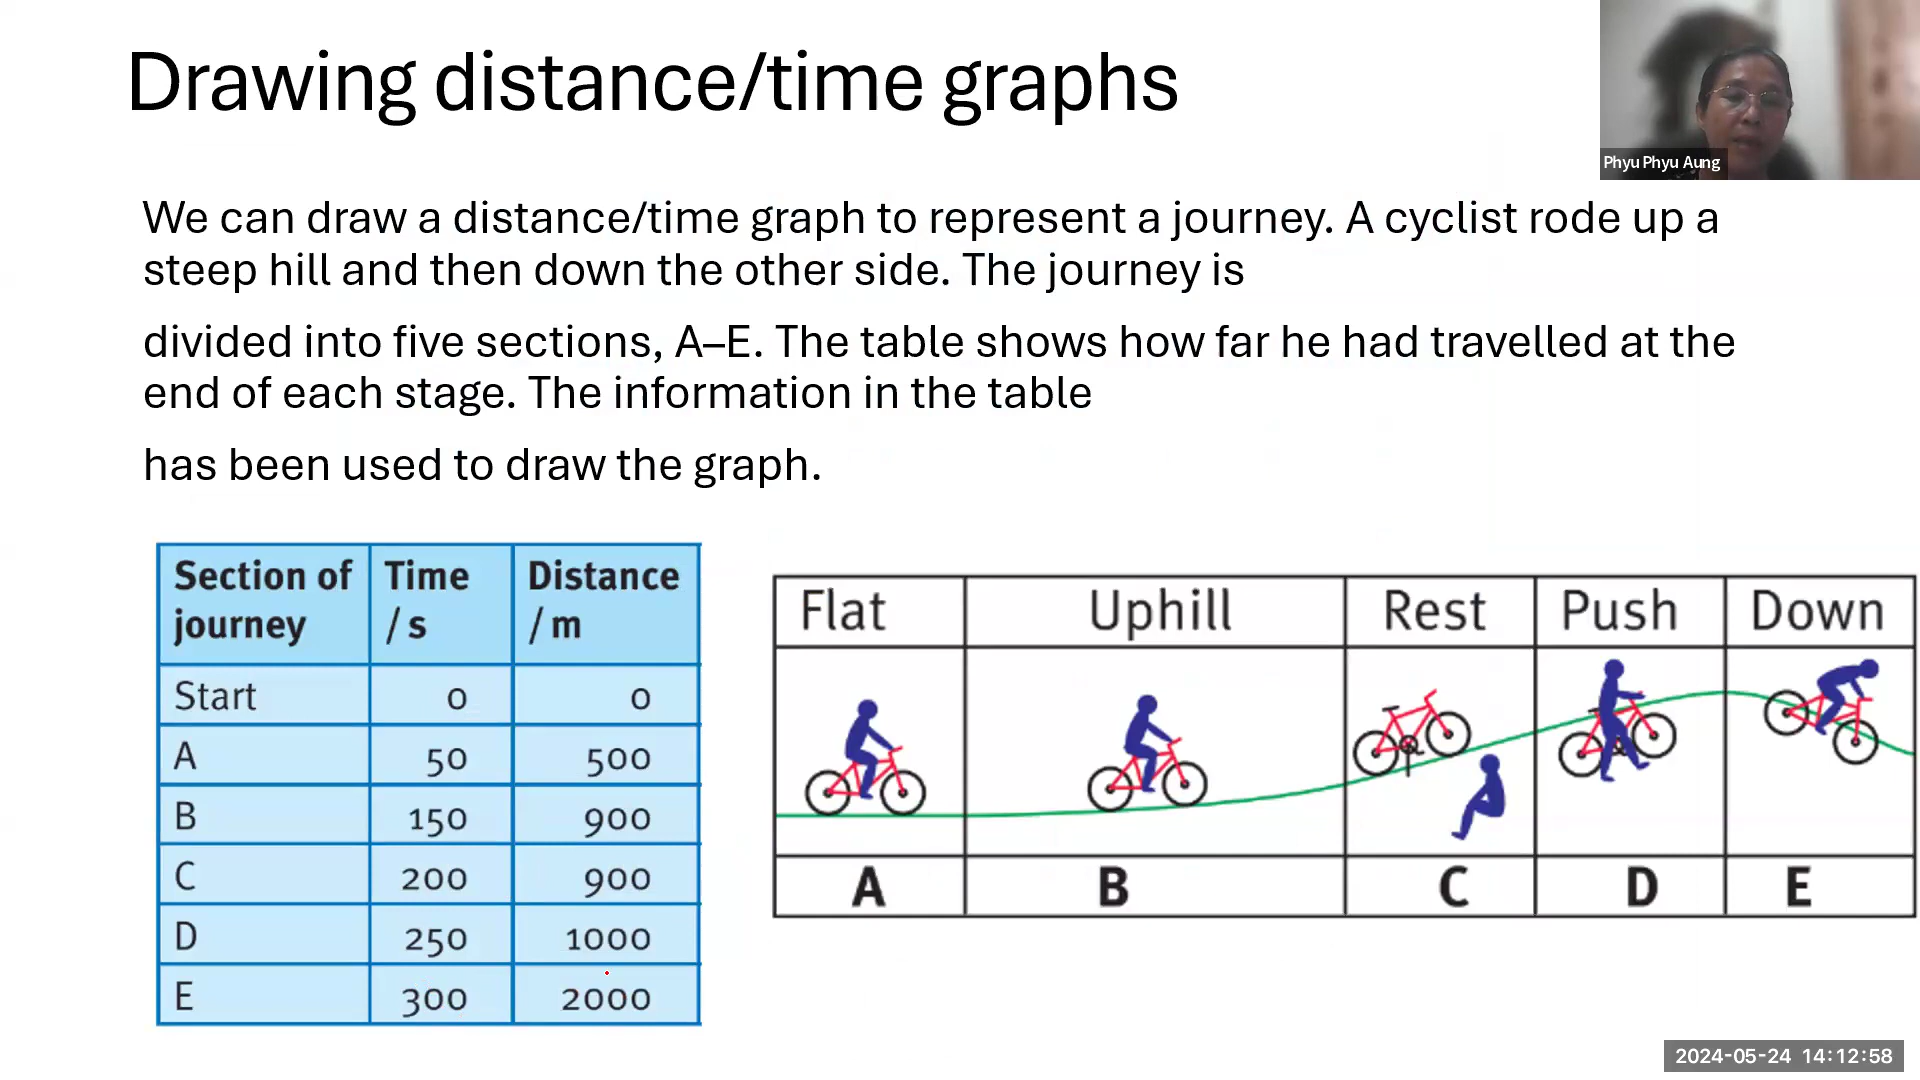 Drawing distance/time graphs
Phyu Phyu Aung
We can draw a distance/time graph to represent a journey. A cyclist rode up a
steep hill and then down the other side. The journey is
divided into five sections, A–E. The table shows how far he had travelled at the
end of each stage. The information in the table
has been used to draw the graph.
Section of journey Time / s Distance / m
Start 0 0
A 50 500
B 150 900
C 200 900
D 250 1000
E 300 2000
Flat Uphill Rest Push Down
A B C D E
2024-05-24 14:12:58